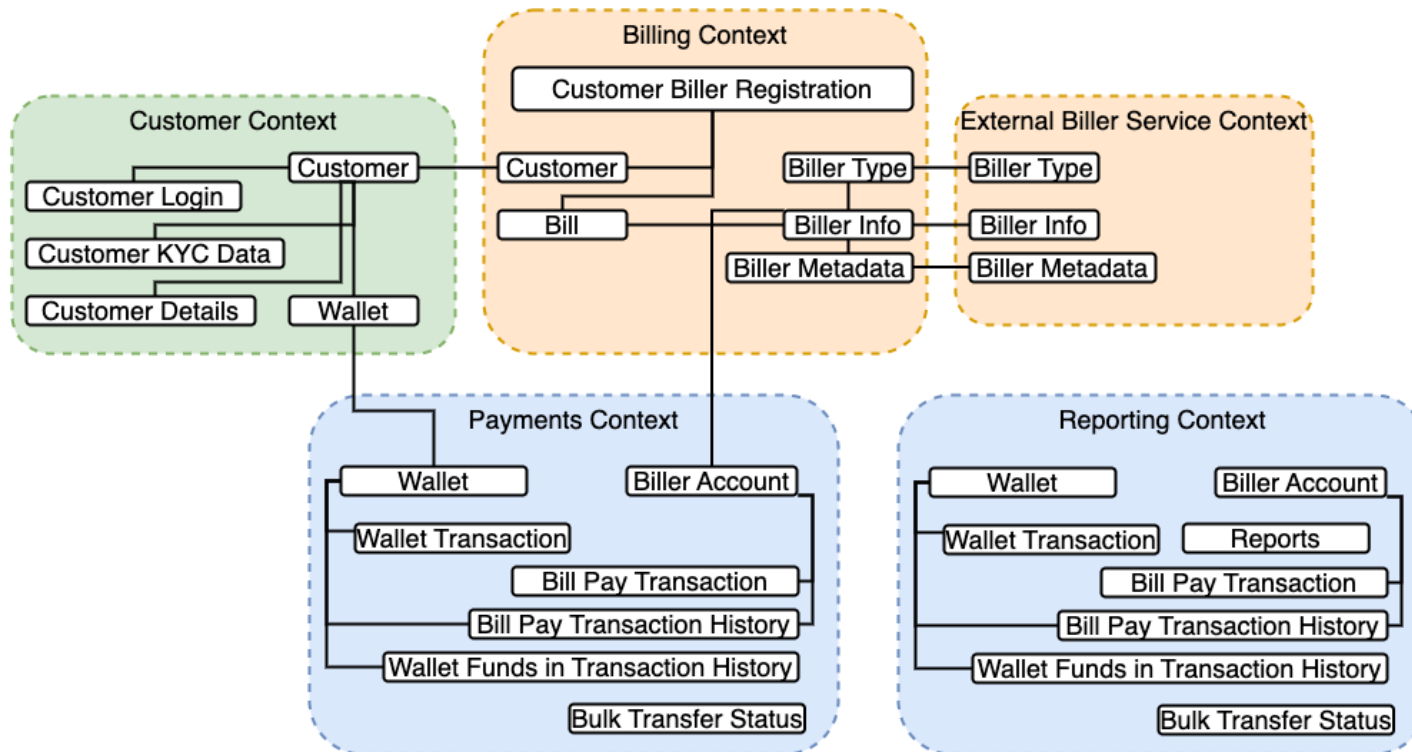 Billing Context
Customer Biller Registration
Customer Context
External Biller Service Context
Customer
Customer
Biller Type
Biller Type
Customer Login
Bill
Biller Info
Biller Info
Customer KYC Data
Biller Metadata
Biller Metadata
Customer Details
Wallet
Payments Context
Wallet
Biller Account
Wallet Transaction
Bill Pay Transaction
Bill Pay Transaction History
Wallet Funds in Transaction History
Bulk Transfer Status
Reporting Context
Wallet
Biller Account
Wallet Transaction
Reports
Bill Pay Transaction
Bill Pay Transaction History
Wallet Funds in Transaction History
Bulk Transfer Status